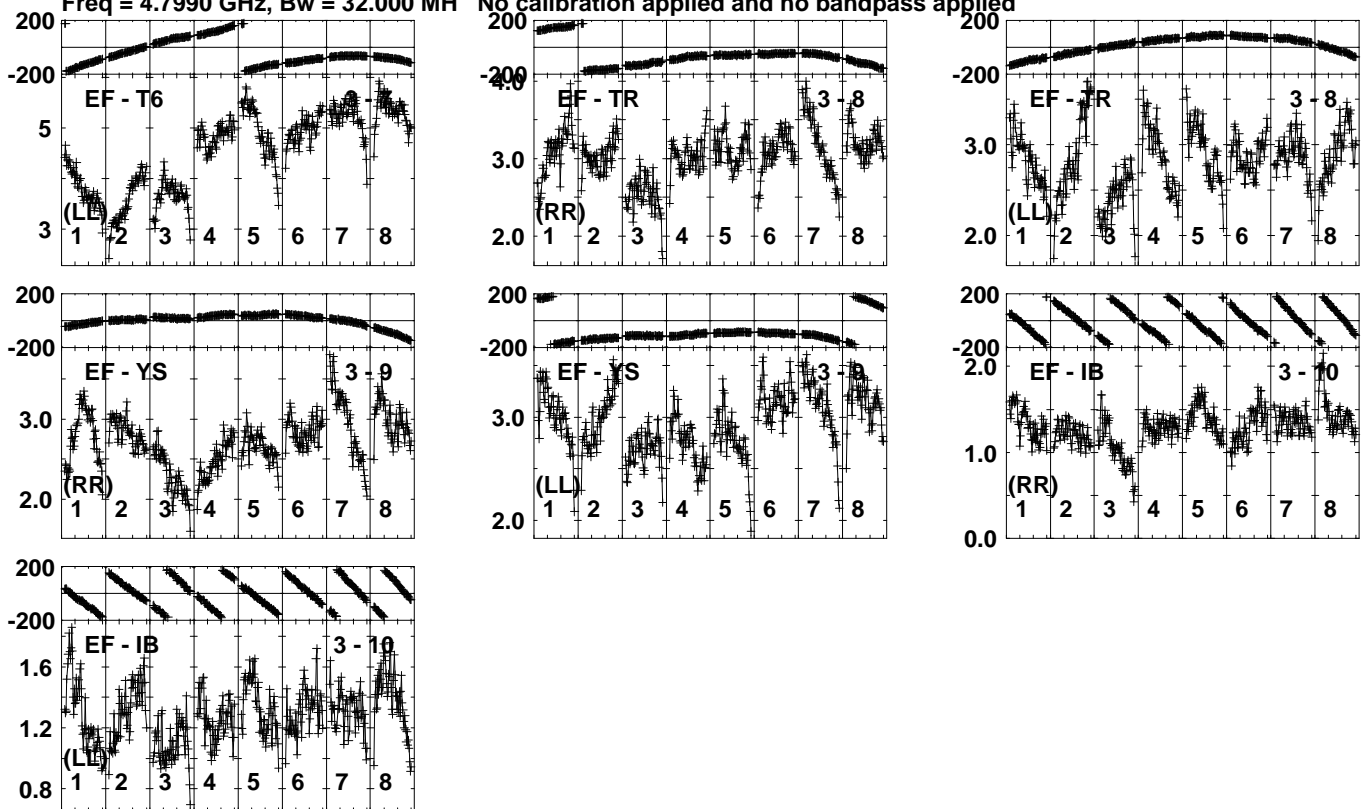 Freq = 4.7990 GHz, Bw = 32.000 MH No calibration applied and no bandpass applied
200
-200
EF - T6 3 - 7
5
3
(LL)
1 2 3 4 5 6 7 8
200
-200
4.0
EF - TR 3 - 8
3.0
2.0
(RR)
1 2 3 4 5 6 7 8
200
-200
EF - TR 3 - 8
3.0
2.0
(LL)
1 2 3 4 5 6 7 8
200
-200
EF - YS 3 - 9
3.0
2.0
(RR)
1 2 3 4 5 6 7 8
200
-200
EF - YS 3 - 9
3.0
2.0
(LL)
1 2 3 4 5 6 7 8
200
-200
2.0
EF - IB 3 - 10
1.0
0.0
(RR)
1 2 3 4 5 6 7 8
200
-200
EF - IB 3 - 10
1.6
1.2
0.8
(LL)
1 2 3 4 5 6 7 8